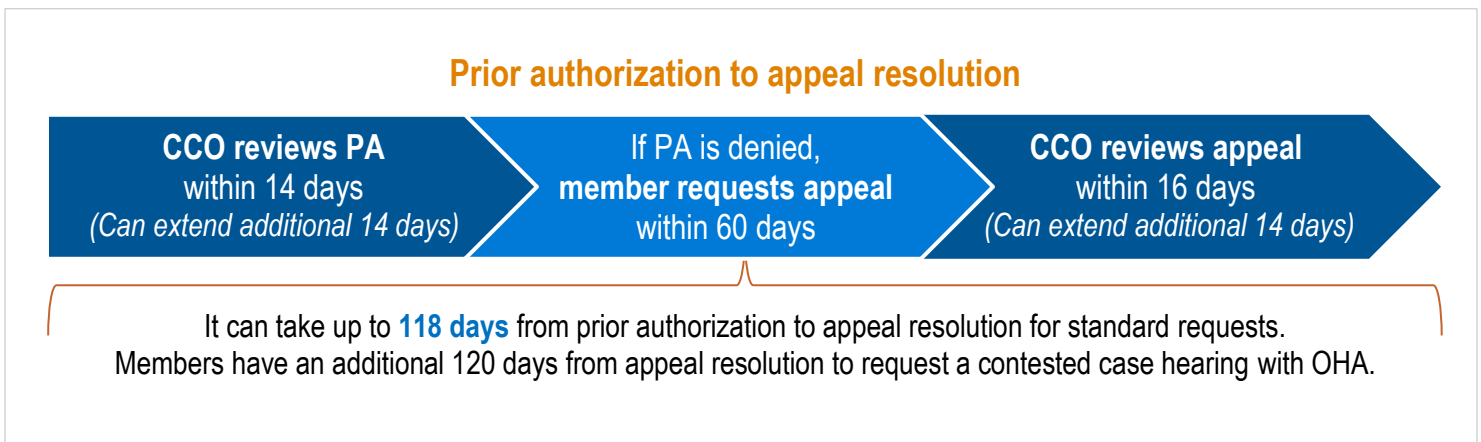 Prior authorization to appeal resolution
CCO reviews PA
within 14 days
(Can extend additional 14 days)
If PA is denied,
member requests appeal
within 60 days
CCO reviews appeal
within 16 days
(Can extend additional 14 days)
It can take up to 118 days from prior authorization to appeal resolution for standard requests.
Members have an additional 120 days from appeal resolution to request a contested case hearing with OHA.